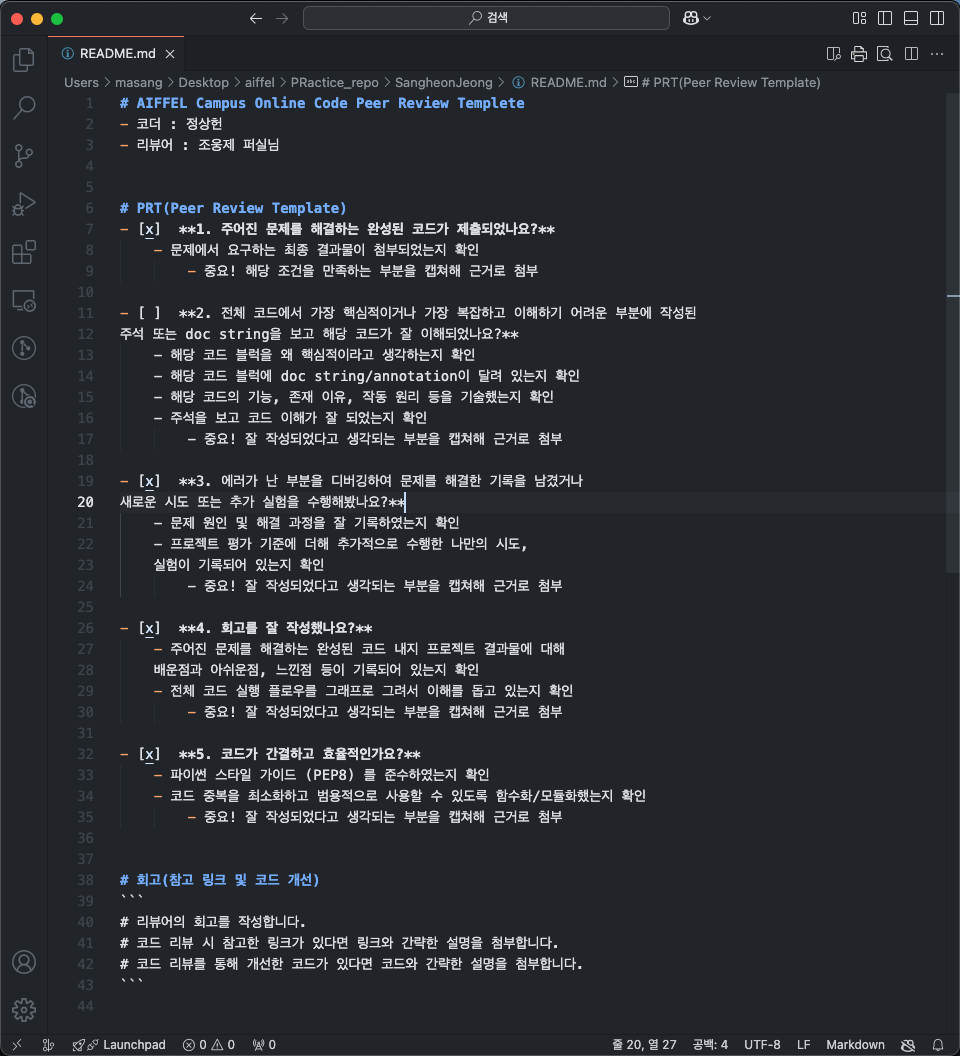 검색
README.md
Users > masang > Desktop > aiffel > PRactice_repo > SangheonJeong > README.md > # PRT(Peer Review Template)
1 # AIFFEL Campus Online Code Peer Review Templete
2 - 코더 : 정상헌
3 - 리뷰어 : 조웅제 퍼실님
4
5
6 # PRT(Peer Review Template)
7 - [x]  **1. 주어진 문제를 해결하는 완성된 코드가 제출되었나요?**
8 - 문제에서 요구하는 최종 결과물이 첨부되었는지 확인
9 - 중요! 해당 조건을 만족하는 부분을 캡쳐해 근거로 첨부
10
11 - [ ]  **2. 전체 코드에서 가장 핵심적이거나 가장 복잡하고 이해하기 어려운 부분에 작성된
12 주석 또는 doc string을 보고 해당 코드가 잘 이해되었나요?**
13 - 해당 코드 블럭을 왜 핵심적이라고 생각하는지 확인
14 - 해당 코드 블럭에 doc string/annotation이 달려 있는지 확인
15 - 해당 코드의 기능, 존재 이유, 작동 원리 등을 기술했는지 확인
16 - 주석을 보고 코드 이해가 잘 되었는지 확인
17 - 중요! 잘 작성되었다고 생각되는 부분을 캡쳐해 근거로 첨부
18
19 - [x]  **3. 에러가 난 부분을 디버깅하여 문제를 해결한 기록을 남겼거나
20 새로운 시도 또는 추가 실험을 수행해봤나요?**
21 - 문제 원인 및 해결 과정을 잘 기록하였는지 확인
22 - 프로젝트 평가 기준에 더해 추가적으로 수행한 나만의 시도,
23 실험이 기록되어 있는지 확인
24 - 중요! 잘 작성되었다고 생각되는 부분을 캡쳐해 근거로 첨부
25
26 - [x]  **4. 회고를 잘 작성했나요?**
27 - 주어진 문제를 해결하는 완성된 코드 내지 프로젝트 결과물에 대해
28 배운점과 아쉬운점, 느낀점 등이 기록되어 있는지 확인
29 - 전체 코드 실행 플로우를 그래프로 그려서 이해를 돕고 있는지 확인
30 - 중요! 잘 작성되었다고 생각되는 부분을 캡쳐해 근거로 첨부
31
32 - [x]  **5. 코드가 간결하고 효율적인가요?**
33 - 파이썬 스타일 가이드 (PEP8) 를 준수하였는지 확인
34 - 코드 중복을 최소화하고 범용적으로 사용할 수 있도록 함수화/모듈화했는지 확인
35 - 중요! 잘 작성되었다고 생각되는 부분을 캡쳐해 근거로 첨부
36
37
38 # 회고(참고 링크 및 코드 개선)
39 ```
40 # 리뷰어의 회고를 작성합니다.
41 # 코드 리뷰 시 참고한 링크가 있다면 링크와 간략한 설명을 첨부합니다.
42 # 코드 리뷰를 통해 개선한 코드가 있다면 코드와 간략한 설명을 첨부합니다.
43 ```
44
Launchpad 0 0 0 줄 20, 열 27 공백: 4 UTF-8 LF Markdown